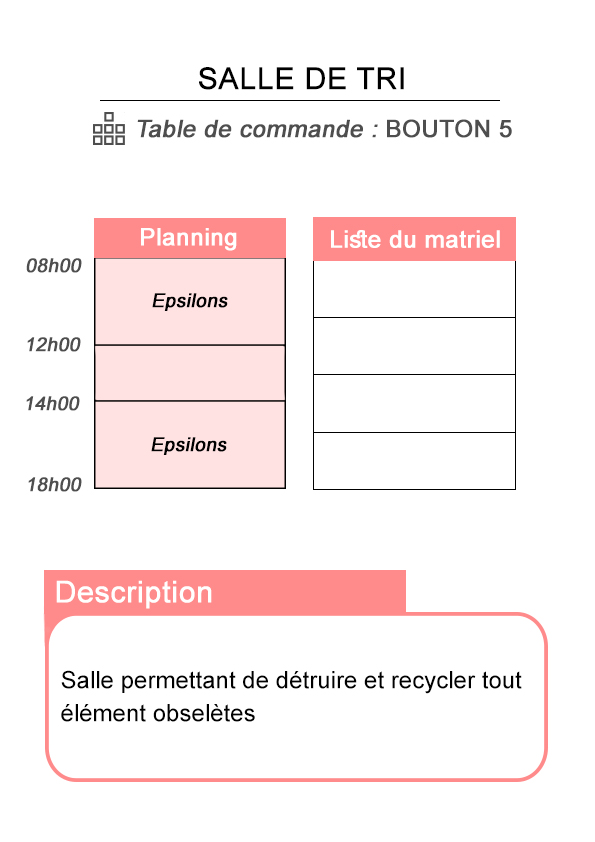 SALLE DE TRI
Table de commande : BOUTON 5
Planning
Liste du matriel
08h00
Epsilons
12h00
14h00
Epsilons
18h00
Description
Salle permettant de détruire et recycler tout
élément obselètes